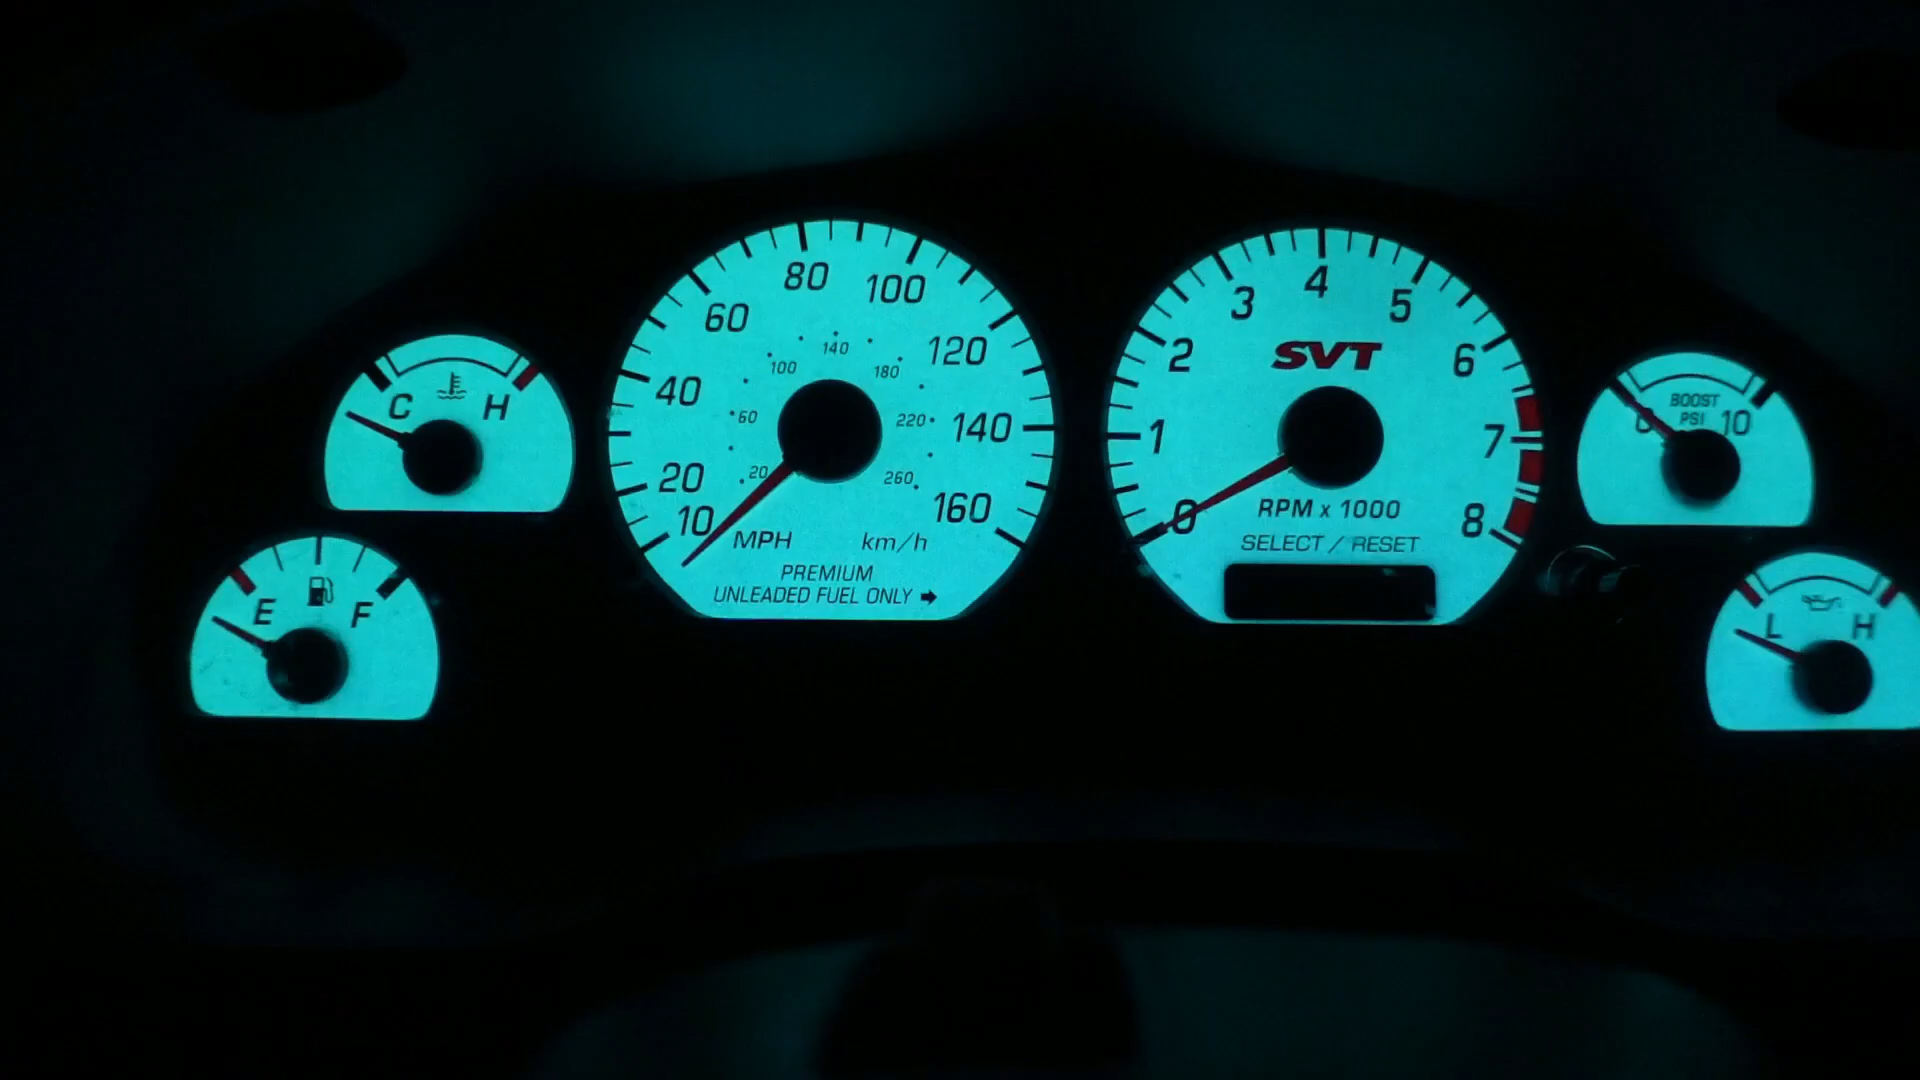 C H
E F
10 20 40 60 80 100 120 140 160
20 60 100 140 180 220 260
MPH km/h
PREMIUM
UNLEADED FUEL ONLY
0 1 2 3 4 5 6 7 8
SVT
RPM x 1000
SELECT / RESET
BOOST
PSI
0 10
L H